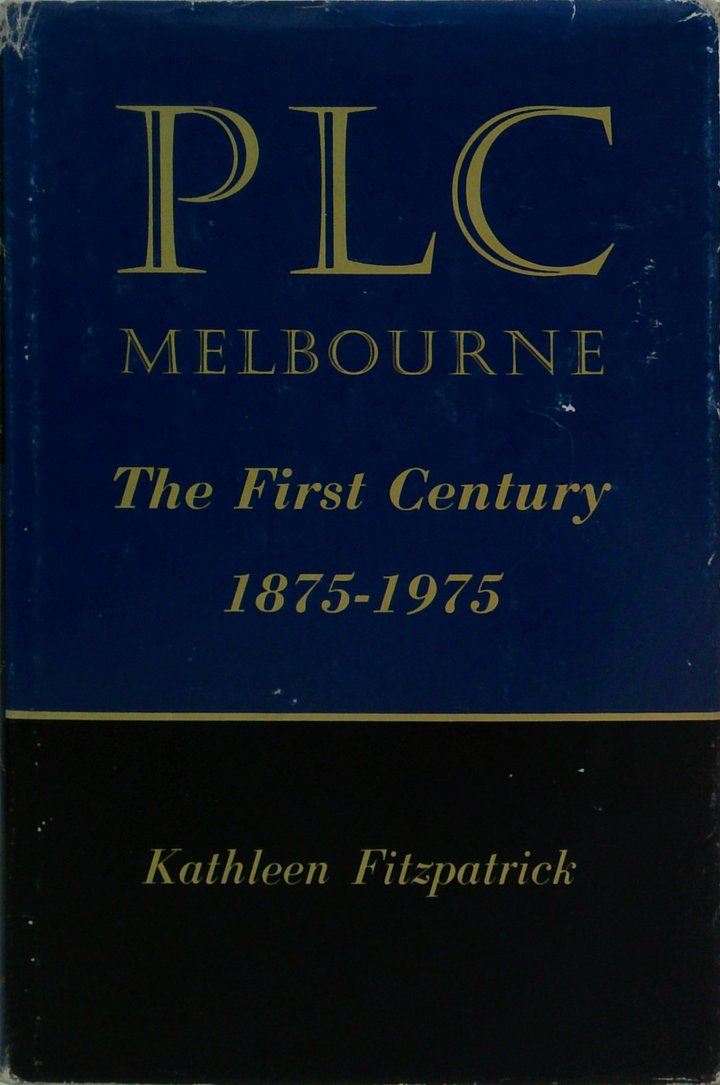 PLC
MELBOURNE
The First Century
1875-1975
Kathleen Fitzpatrick